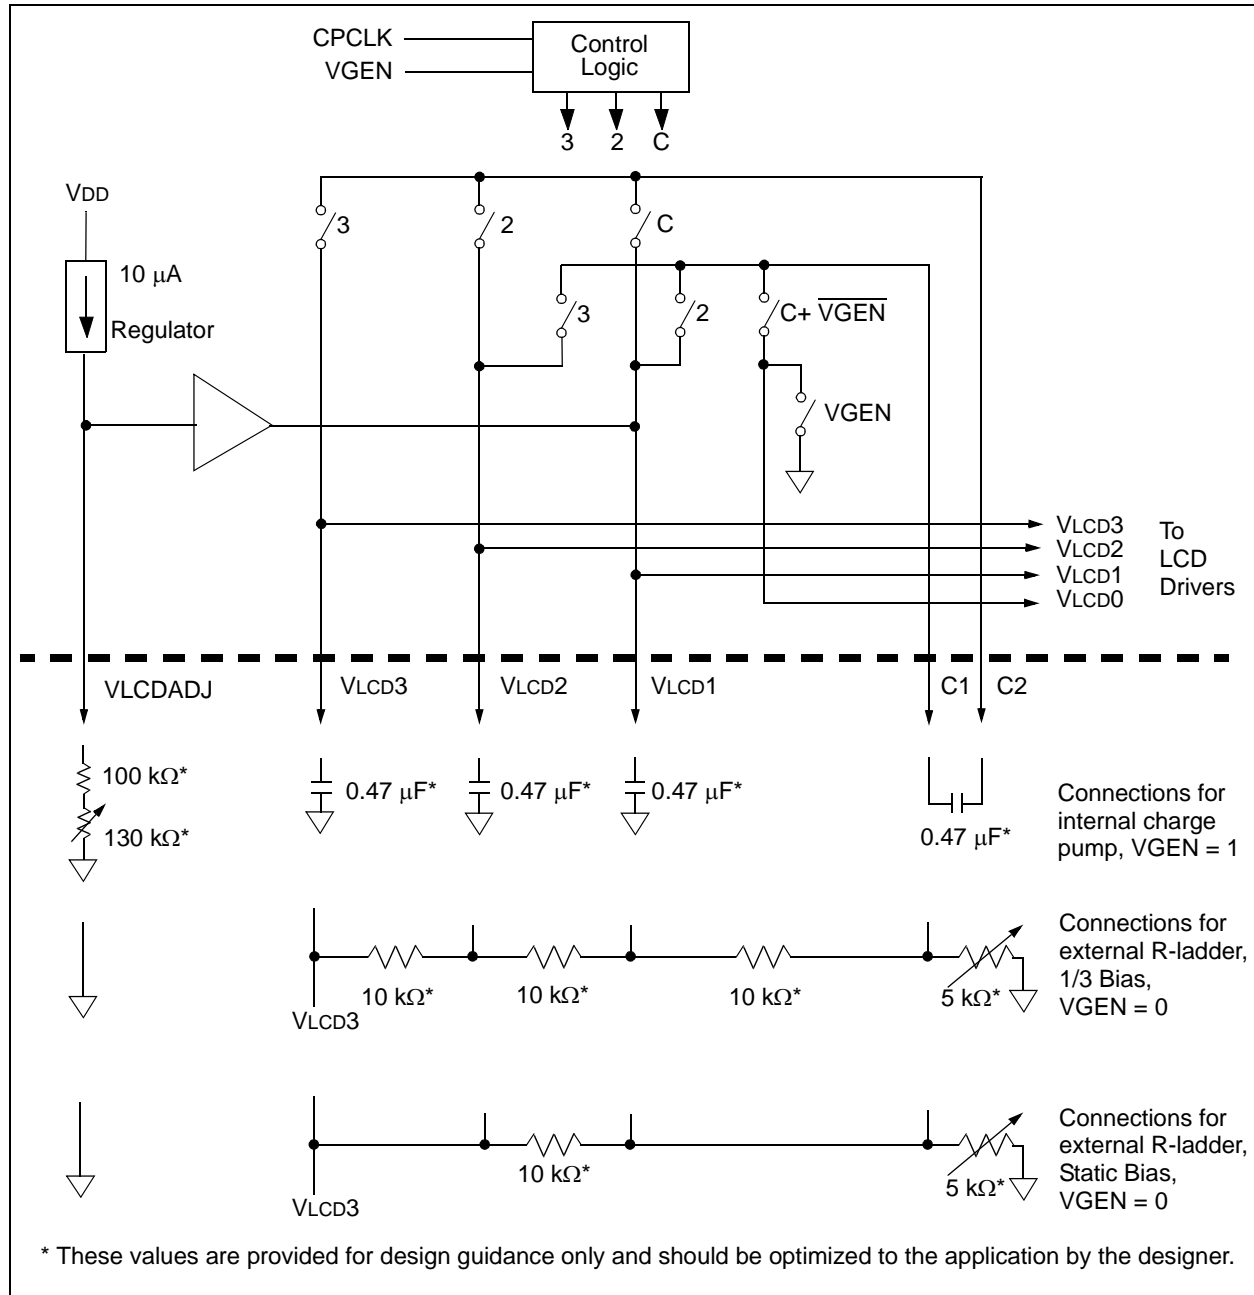 CPCLK
VGEN
Control
Logic
3 2 C
VDD
10 μA
Regulator
3
2
C
3
2
C+ V̅G̅E̅N̅
VGEN
VLCD3
VLCD2
VLCD1
VLCD0
To
LCD
Drivers
VLCDADJ
VLCD3
VLCD2
VLCD1
C1
C2
100 kΩ*
130 kΩ*
0.47 μF*
0.47 μF*
0.47 μF*
0.47 μF*
Connections for
internal charge
pump, VGEN = 1
10 kΩ*
10 kΩ*
10 kΩ*
5 kΩ*
VLCD3
Connections for
external R-ladder,
1/3 Bias,
VGEN = 0
10 kΩ*
5 kΩ*
VLCD3
Connections for
external R-ladder,
Static Bias,
VGEN = 0
* These values are provided for design guidance only and should be optimized to the application by the designer.